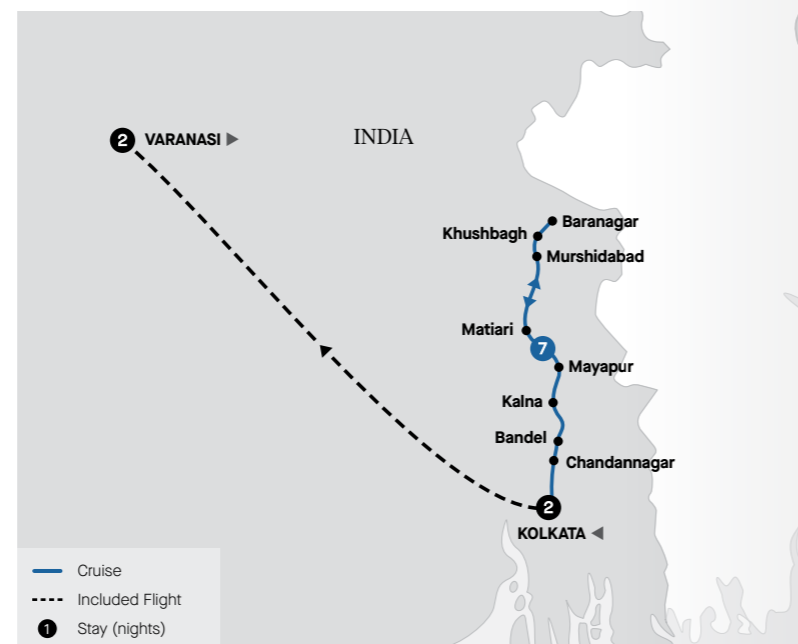 2 VARANASI ▶
INDIA
Baranagar
Khushbagh
Murshidabad
Matiari
7
Mayapur
Kalna
Bandel
Chandannagar
2
KOLKATA ◀
Cruise
Included Flight
1 Stay (nights)